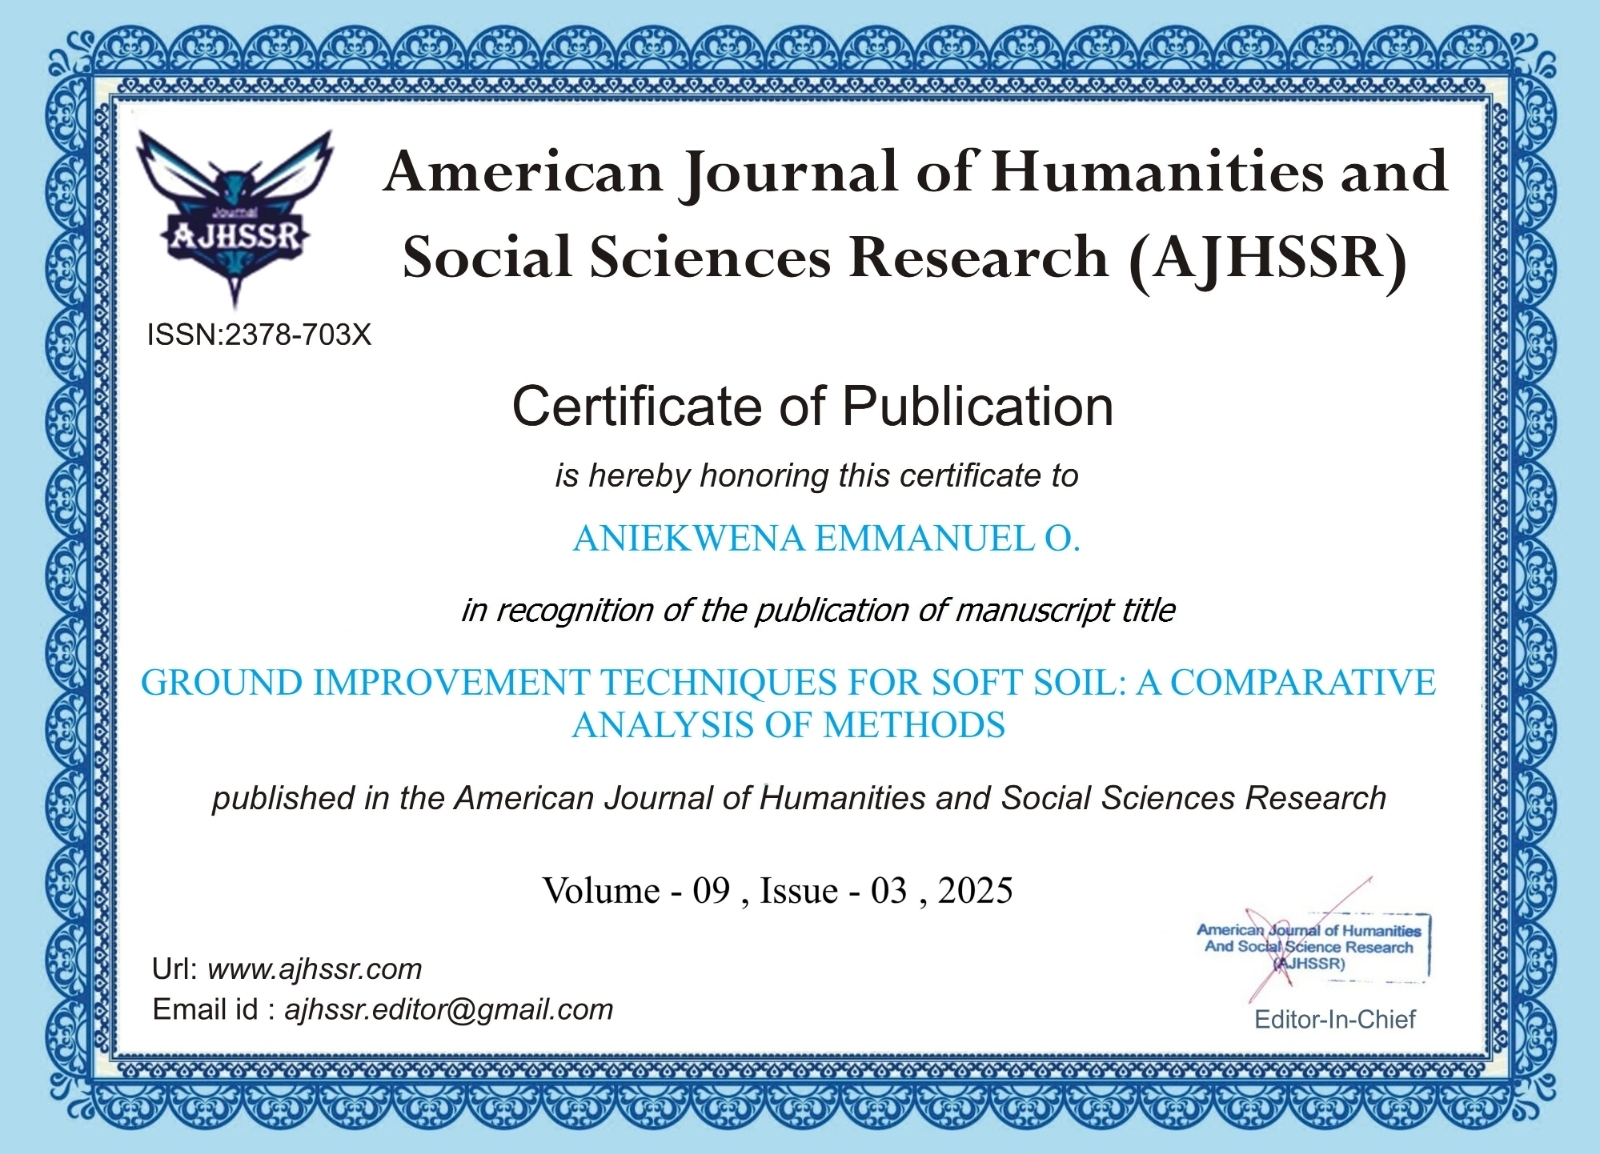 American Journal of Humanities and
Social Sciences Research (AJHSSR)
Journal
AJHSSR
ISSN:2378-703X
Certificate of Publication
is hereby honoring this certificate to
ANIEKWENA EMMANUEL O.
in recognition of the publication of manuscript title
GROUND IMPROVEMENT TECHNIQUES FOR SOFT SOIL: A COMPARATIVE
ANALYSIS OF METHODS
published in the American Journal of Humanities and Social Sciences Research
Volume - 09 , Issue - 03 , 2025
American Journal of Humanities
And Social Science Research
(AJHSSR)
Editor-In-Chief
Url: www.ajhssr.com
Email id : ajhssr.editor@gmail.com